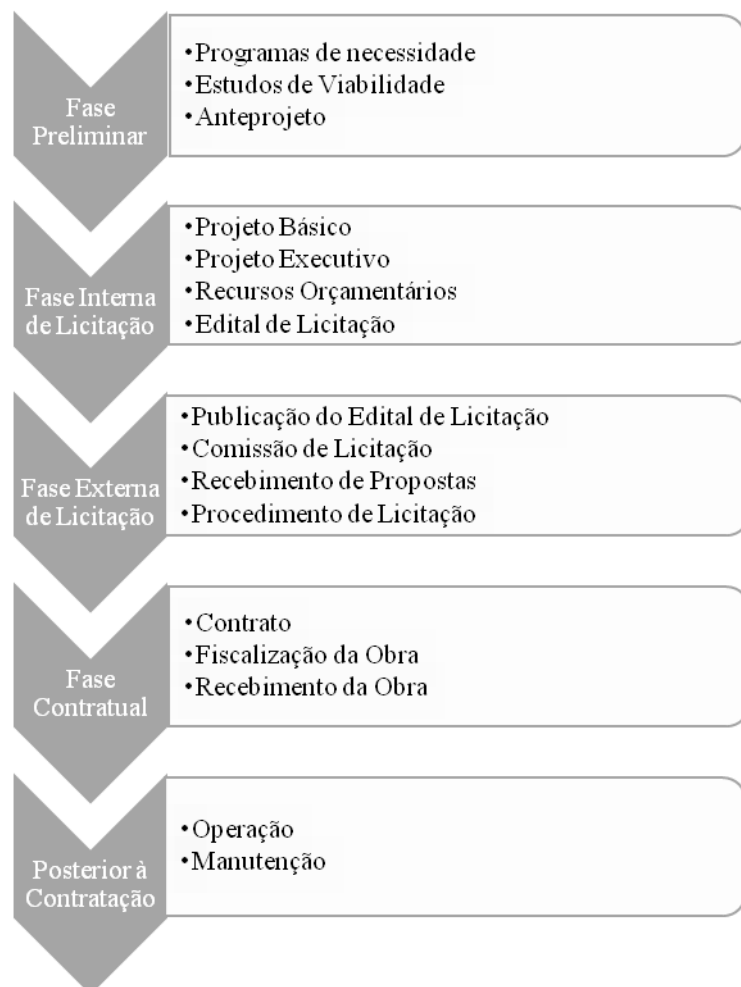 Fase
Preliminar
•Programas de necessidade
•Estudos de Viabilidade
•Anteprojeto
Fase Interna
de Licitação
•Projeto Básico
•Projeto Executivo
•Recursos Orçamentários
•Edital de Licitação
Fase Externa
de Licitação
•Publicação do Edital de Licitação
•Comissão de Licitação
•Recebimento de Propostas
•Procedimento de Licitação
Fase
Contratual
•Contrato
•Fiscalização da Obra
•Recebimento da Obra
Posterior à
Contratação
•Operação
•Manutenção